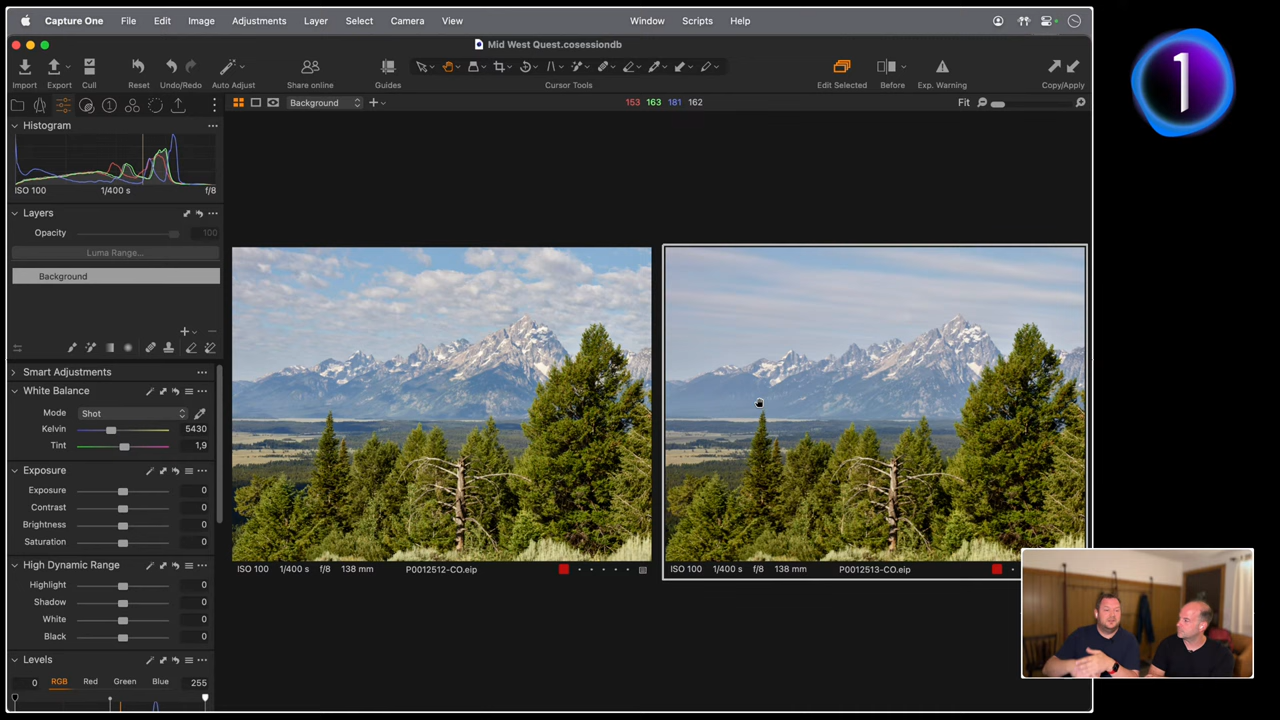 Capture One File Edit Image Adjustments Layer Select Camera View Window Scripts Help
Mid West Quest.cosessiondb
Import Export Cull Reset Undo/Redo Auto Adjust Share online Guides Cursor Tools Edit Selected Before Exp. Warning Copy/Apply
Background 153 163 181 162 Fit
Histogram
ISO 100 1/400 s f/8
Layers
Opacity 100
Luma Range...
Background
Smart Adjustments
White Balance
Mode Shot
Kelvin 5430
Tint 1,9
Exposure
Exposure 0
Contrast 0
Brightness 0
Saturation 0
High Dynamic Range
Highlight 0
Shadow 0
White 0
Black 0
Levels
0 RGB Red Green Blue 255
ISO 100 1/400 s f/8 138 mm P0012512-CO.eip
ISO 100 1/400 s f/8 138 mm P0012513-CO.eip
1